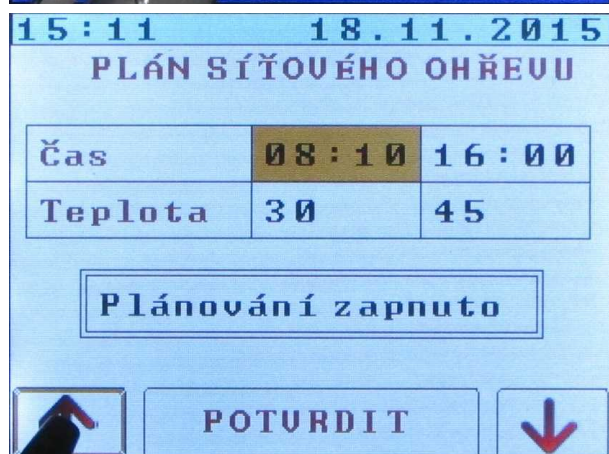 15:11 18.11.2015
PLÁN SÍŤOVÉHO OHŘEVU
Čas 08:10 16:00
Teplota 30 45
Plánování zapnuto
POTVRDIT